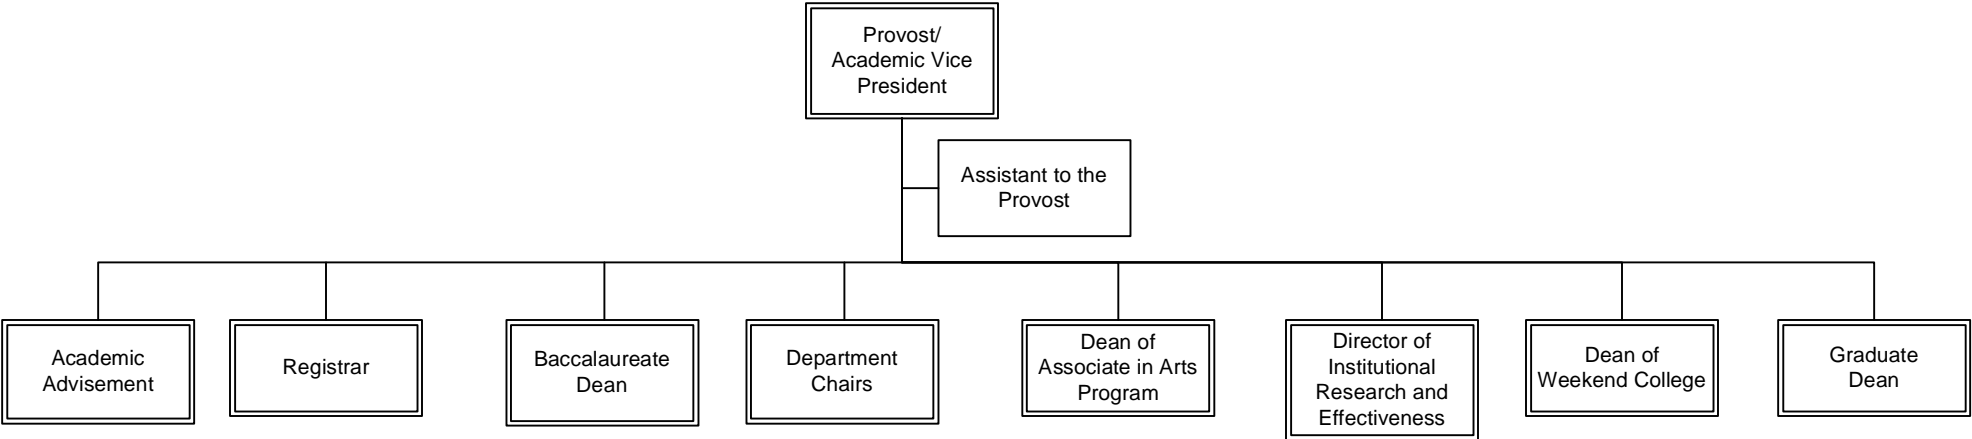 Provost/
Academic Vice
President
Assistant to the
Provost
Academic
Advisement
Registrar
Baccalaureate
Dean
Department
Chairs
Dean of
Associate in Arts
Program
Director of
Institutional
Research and
Effectiveness
Dean of
Weekend College
Graduate
Dean